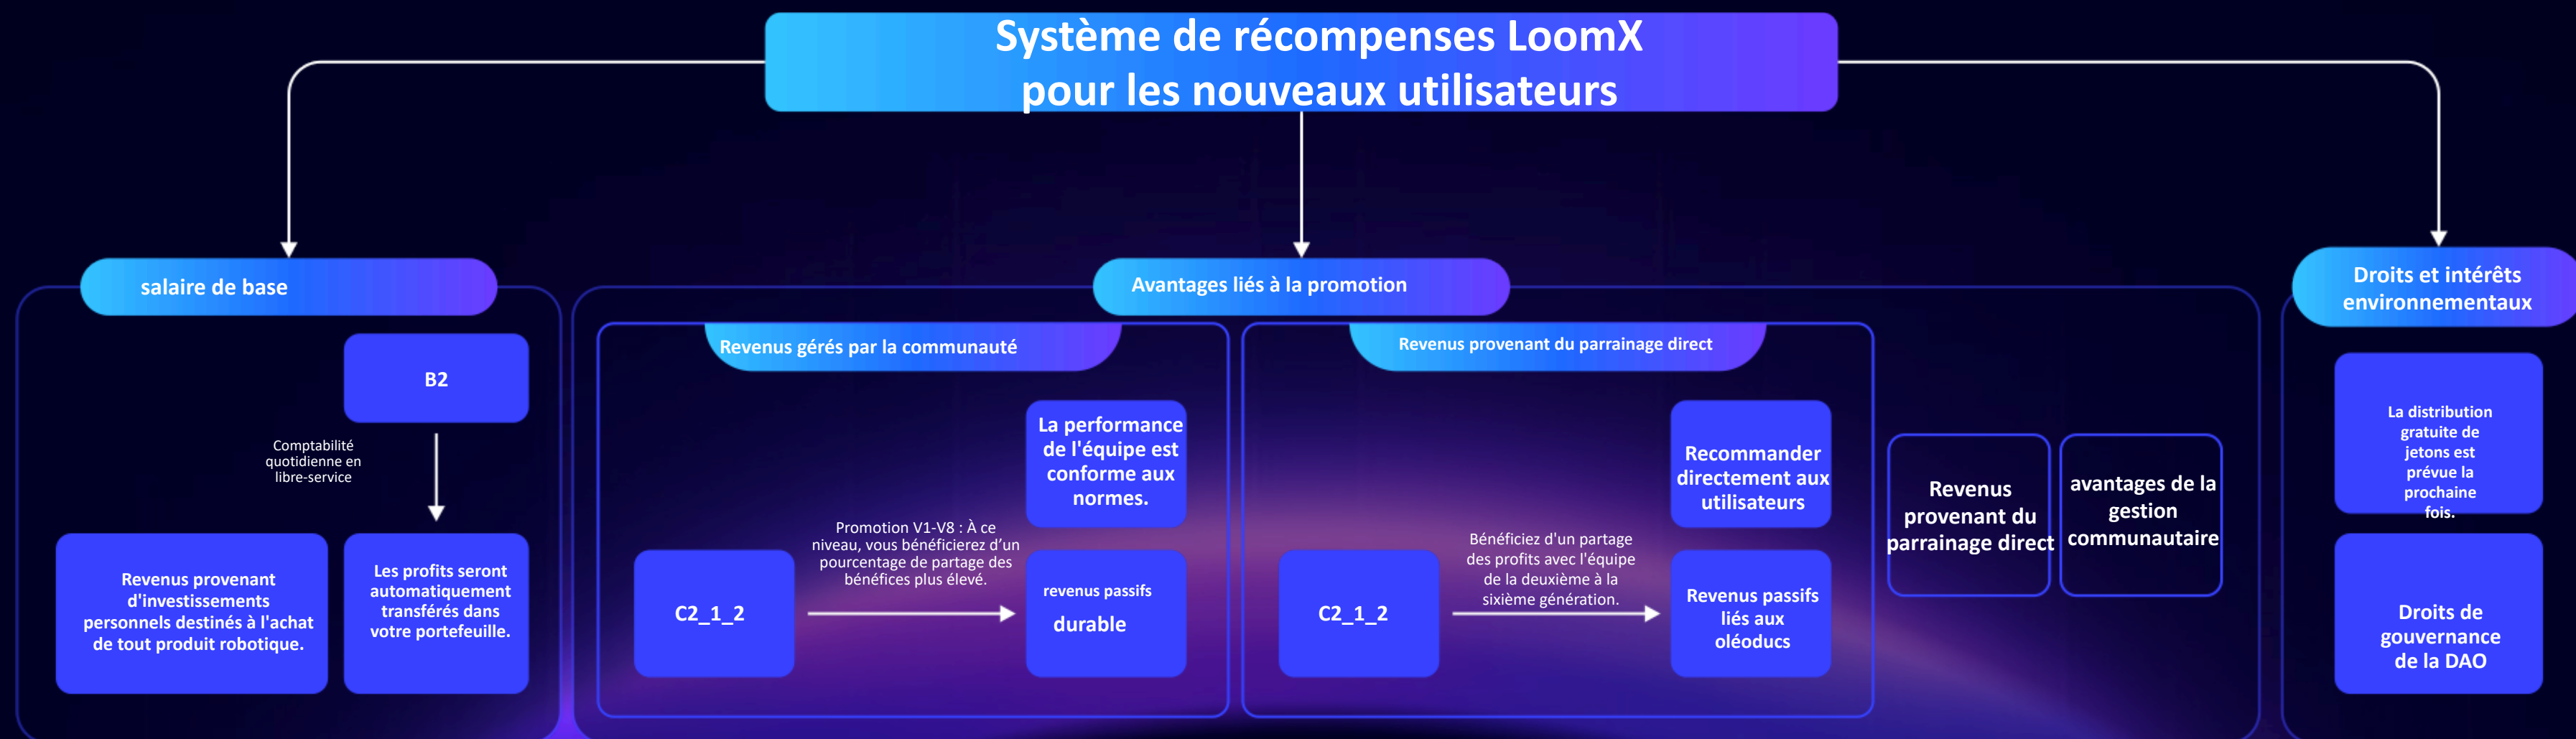 Système de récompenses LoomX
pour les nouveaux utilisateurs
salaire de base
B2
Comptabilité
quotidienne en
libre-service
Revenus provenant
d'investissements
personnels destinés à l'achat
de tout produit robotique.
Les profits seront
automatiquement
transférés dans
votre portefeuille.
Avantages liés à la promotion
Revenus gérés par la communauté
La performance
de l'équipe est
conforme aux
normes.
C2_1_2
Promotion V1-V8 : À ce
niveau, vous bénéficierez d’un
pourcentage de partage des
bénéfices plus élevé.
revenus passifs
durable
Revenus provenant du parrainage direct
Recommander
directement aux
utilisateurs
C2_1_2
Bénéficiez d'un partage
des profits avec l'équipe
de la deuxième à la
sixième génération.
Revenus passifs
liés aux
oléoducs
Revenus
provenant du
parrainage direct
avantages de la
gestion
communautaire
Droits et intérêts
environnementaux
La distribution
gratuite de
jetons est
prévue la
prochaine
fois.
Droits de
gouvernance
de la DAO